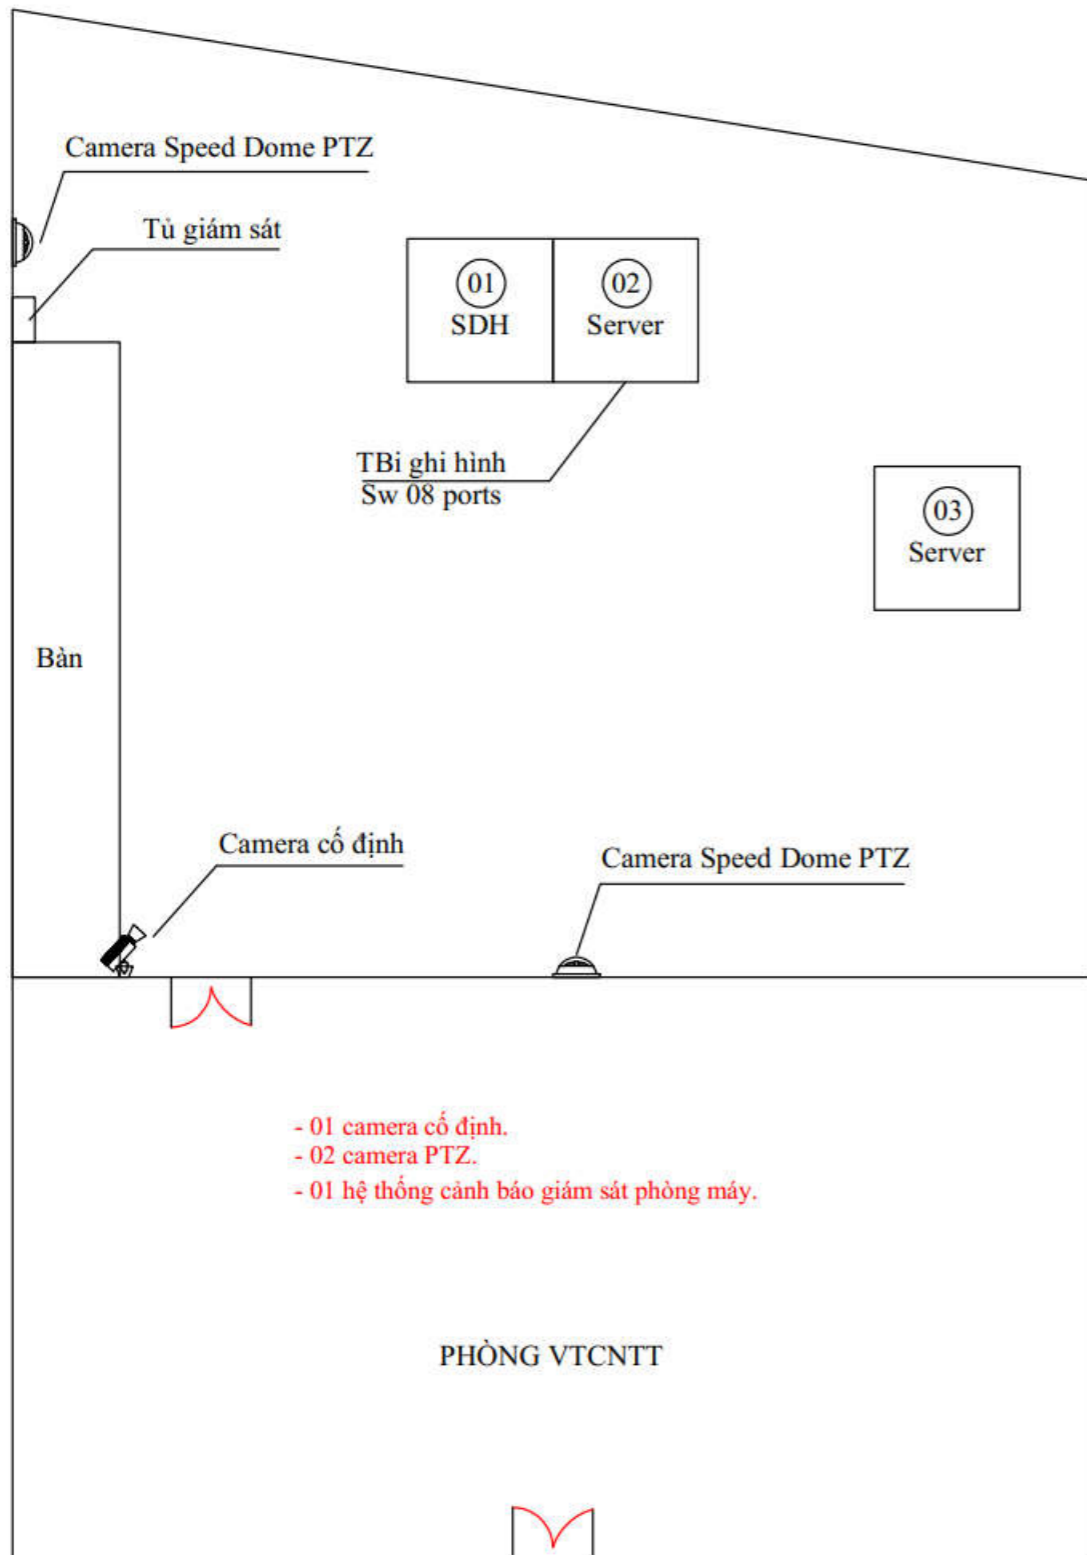 Camera Speed Dome PTZ
Tủ giám sát
01
SDH
02
Server
TBi ghi hình
Sw 08 ports
03
Server
Bàn
Camera cố định
Camera Speed Dome PTZ
- 01 camera cố định.
- 02 camera PTZ.
- 01 hệ thống cảnh báo giám sát phòng máy.
PHÒNG VTCNTT